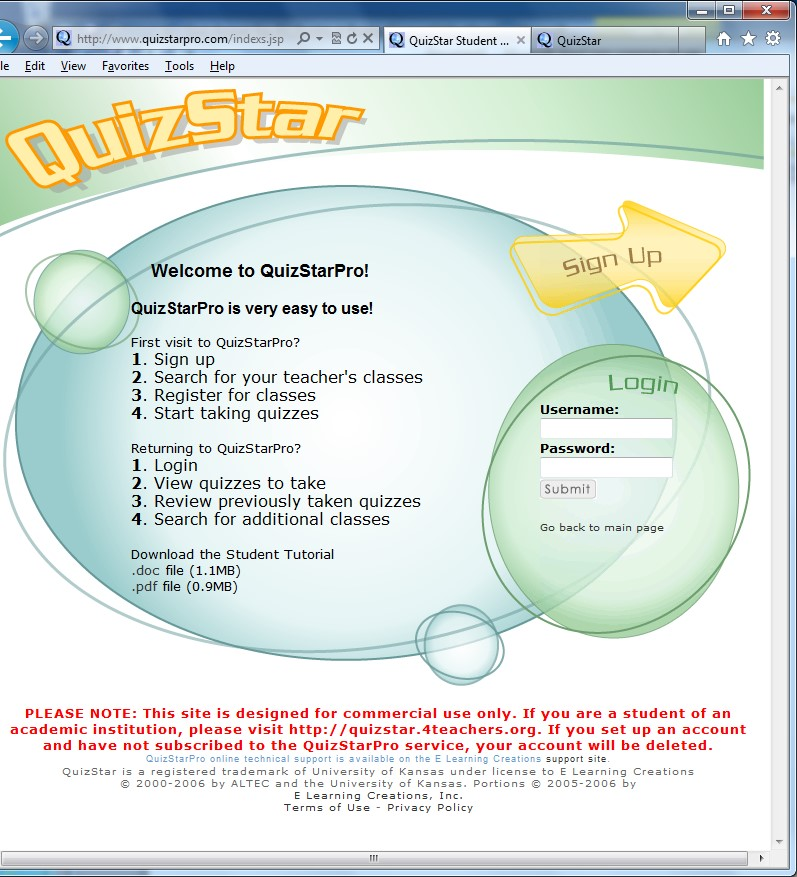 http://www.quizstarpro.com/indexs.jsp
QuizStar Student ...
QuizStar
le Edit View Favorites Tools Help
QuizStar
Sign Up
Welcome to QuizStarPro!
QuizStarPro is very easy to use!
First visit to QuizStarPro?
1. Sign up
2. Search for your teacher's classes
3. Register for classes
4. Start taking quizzes
Returning to QuizStarPro?
1. Login
2. View quizzes to take
3. Review previously taken quizzes
4. Search for additional classes
Download the Student Tutorial
.doc file (1.1MB)
.pdf file (0.9MB)
Login
Username:
Password:
Submit
Go back to main page
PLEASE NOTE: This site is designed for commercial use only. If you are a student of an
academic institution, please visit http://quizstar.4teachers.org. If you set up an account
and have not subscribed to the QuizStarPro service, your account will be deleted.
QuizStarPro online technical support is available on the E Learning Creations support site.
QuizStar is a registered trademark of University of Kansas under license to E Learning Creations
© 2000-2006 by ALTEC and the University of Kansas. Portions © 2005-2006 by
E Learning Creations, Inc.
Terms of Use - Privacy Policy